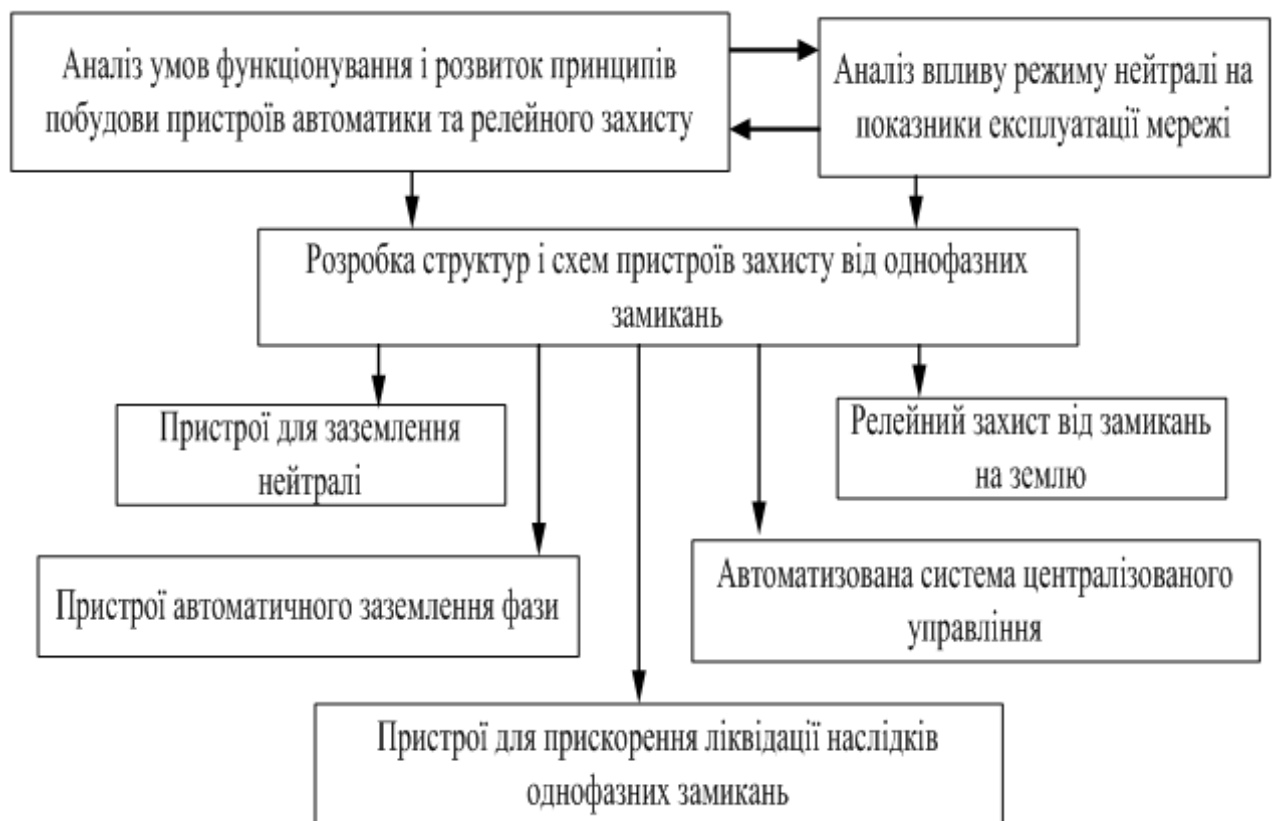 Аналіз умов функціонування і розвиток принципів
побудови пристроїв автоматики та релейного захисту
Аналіз впливу режиму нейтралі на
показники експлуатації мережі
Розробка структур і схем пристроїв захисту від однофазних
замикань
Пристрої для заземлення
нейтралі
Релейний захист від замикань
на землю
Пристрої автоматичного заземлення фази
Автоматизована система централізованого
управління
Пристрої для прискорення ліквідації наслідків
однофазних замикань